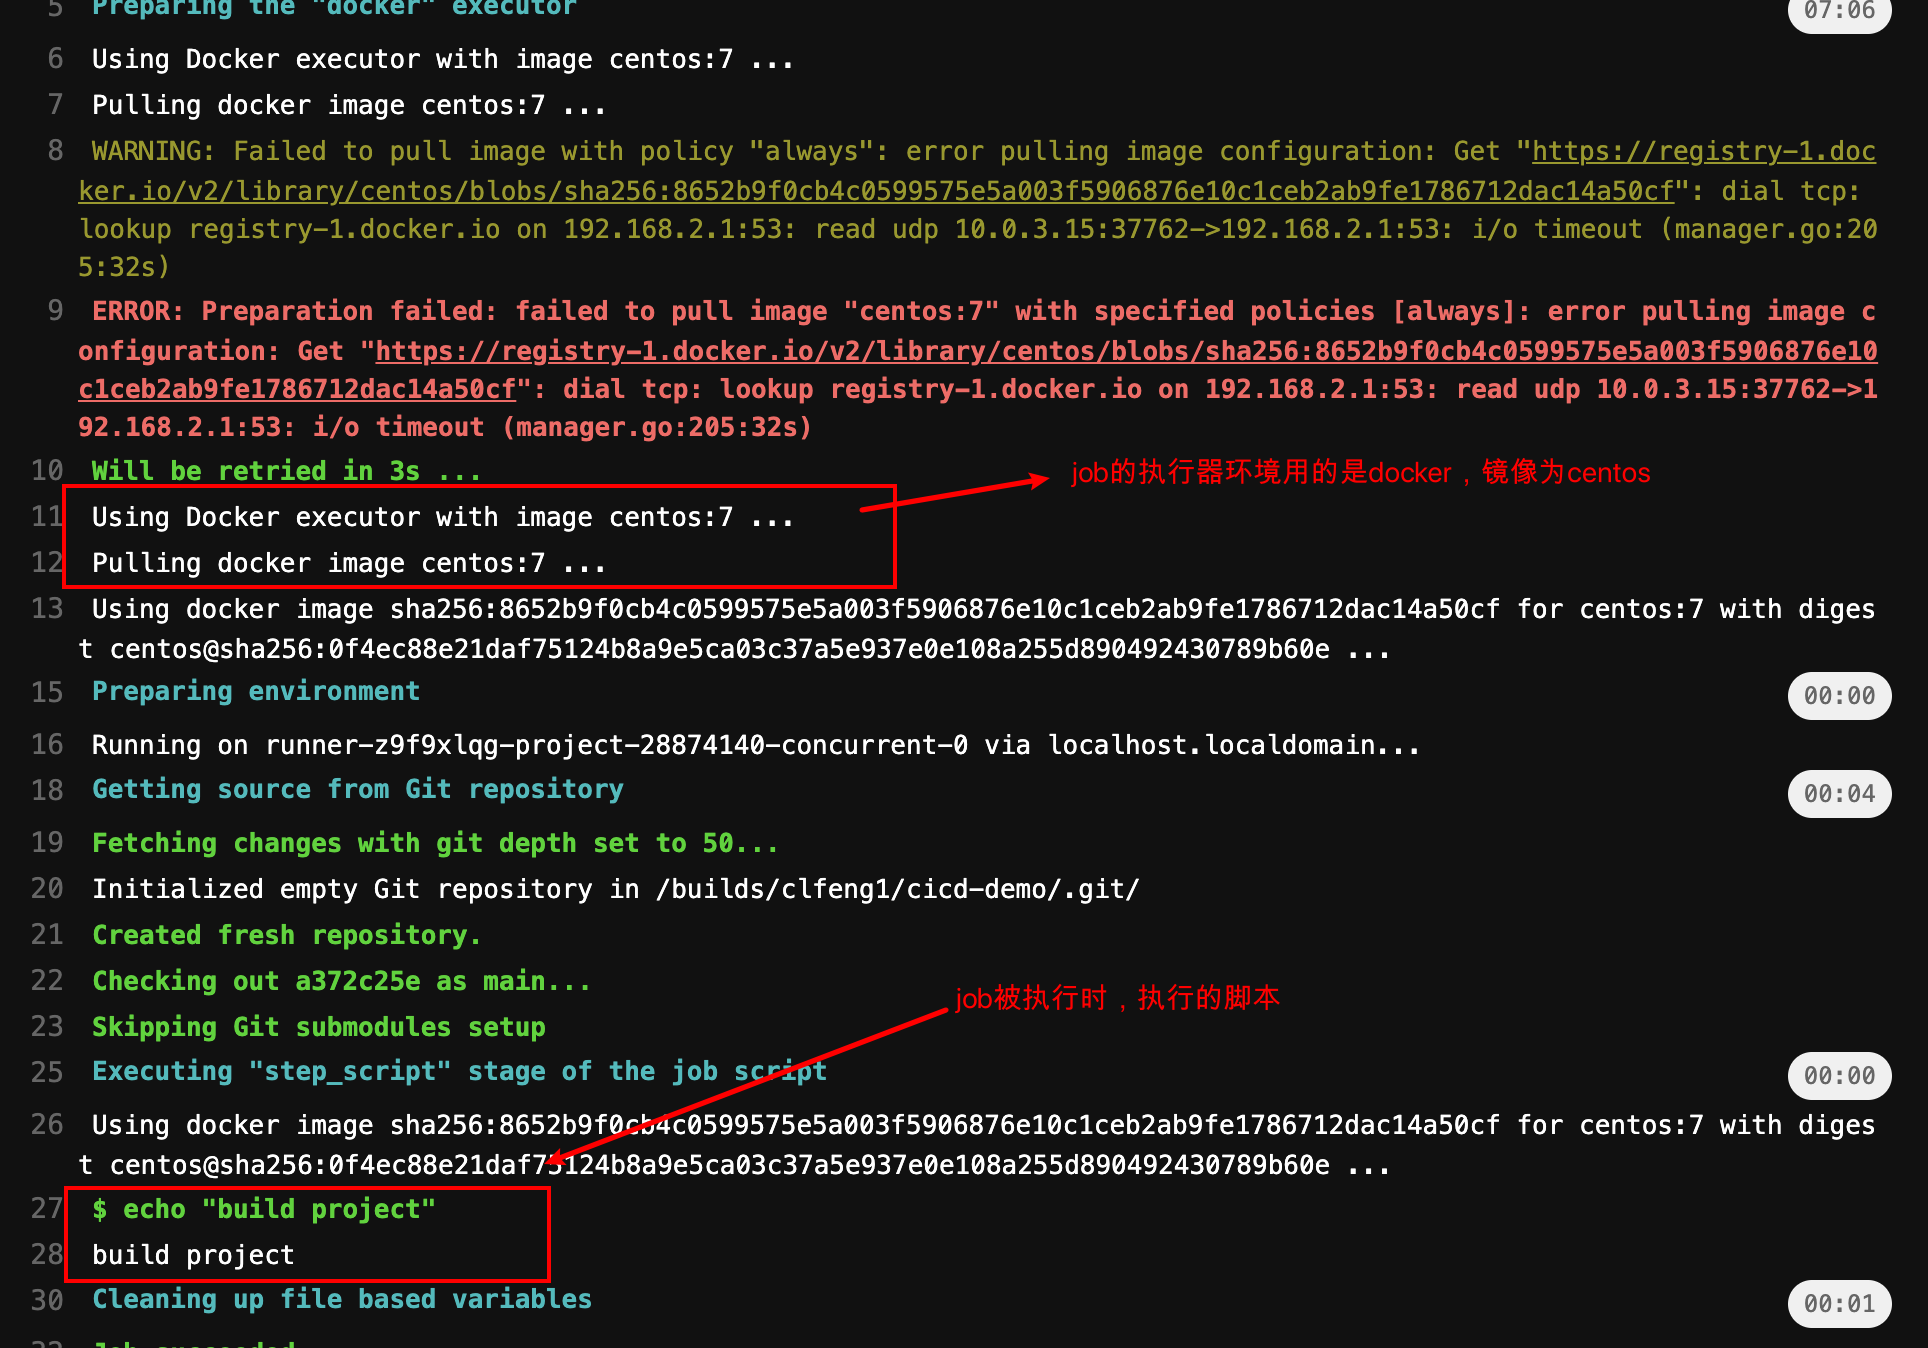 5 Preparing the "docker" executor 07:06
6 Using Docker executor with image centos:7 ...
7 Pulling docker image centos:7 ...
8 WARNING: Failed to pull image with policy "always": error pulling image configuration: Get "https://registry-1.doc
ker.io/v2/library/centos/blobs/sha256:8652b9f0cb4c0599575e5a003f5906876e10c1ceb2ab9fe1786712dac14a50cf": dial tcp:
lookup registry-1.docker.io on 192.168.2.1:53: read udp 10.0.3.15:37762->192.168.2.1:53: i/o timeout (manager.go:20
5:32s)
9 ERROR: Preparation failed: failed to pull image "centos:7" with specified policies [always]: error pulling image c
onfiguration: Get "https://registry-1.docker.io/v2/library/centos/blobs/sha256:8652b9f0cb4c0599575e5a003f5906876e10
c1ceb2ab9fe1786712dac14a50cf": dial tcp: lookup registry-1.docker.io on 192.168.2.1:53: read udp 10.0.3.15:37762->1
92.168.2.1:53: i/o timeout (manager.go:205:32s)
10 Will be retried in 3s ...
job的执行器环境用的是docker，镜像为centos
11 Using Docker executor with image centos:7 ...
12 Pulling docker image centos:7 ...
13 Using docker image sha256:8652b9f0cb4c0599575e5a003f5906876e10c1ceb2ab9fe1786712dac14a50cf for centos:7 with diges
t centos@sha256:0f4ec88e21daf75124b8a9e5ca03c37a5e937e0e108a255d890492430789b60e ...
15 Preparing environment 00:00
16 Running on runner-z9f9xlqg-project-28874140-concurrent-0 via localhost.localdomain...
18 Getting source from Git repository 00:04
19 Fetching changes with git depth set to 50...
20 Initialized empty Git repository in /builds/clfeng1/cicd-demo/.git/
21 Created fresh repository.
22 Checking out a372c25e as main...
job被执行时，执行的脚本
23 Skipping Git submodules setup
25 Executing "step_script" stage of the job script 00:00
26 Using docker image sha256:8652b9f0cb4c0599575e5a003f5906876e10c1ceb2ab9fe1786712dac14a50cf for centos:7 with diges
t centos@sha256:0f4ec88e21daf75124b8a9e5ca03c37a5e937e0e108a255d890492430789b60e ...
27 $ echo "build project"
28 build project
30 Cleaning up file based variables 00:01
32 Job succeeded